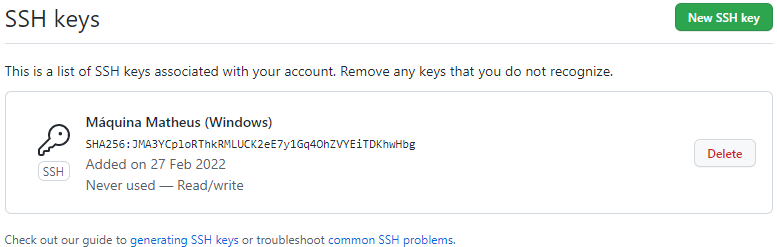 SSH keys
New SSH key
This is a list of SSH keys associated with your account. Remove any keys that you do not recognize.
Máquina Matheus (Windows)
SHA256:JMA3YCploRThkRMLUCK2eE7y1Gq4OhZVYEiTDKhwHbg
SSH
Added on 27 Feb 2022
Never used — Read/write
Delete
Check out our guide to generating SSH keys or troubleshoot common SSH problems.